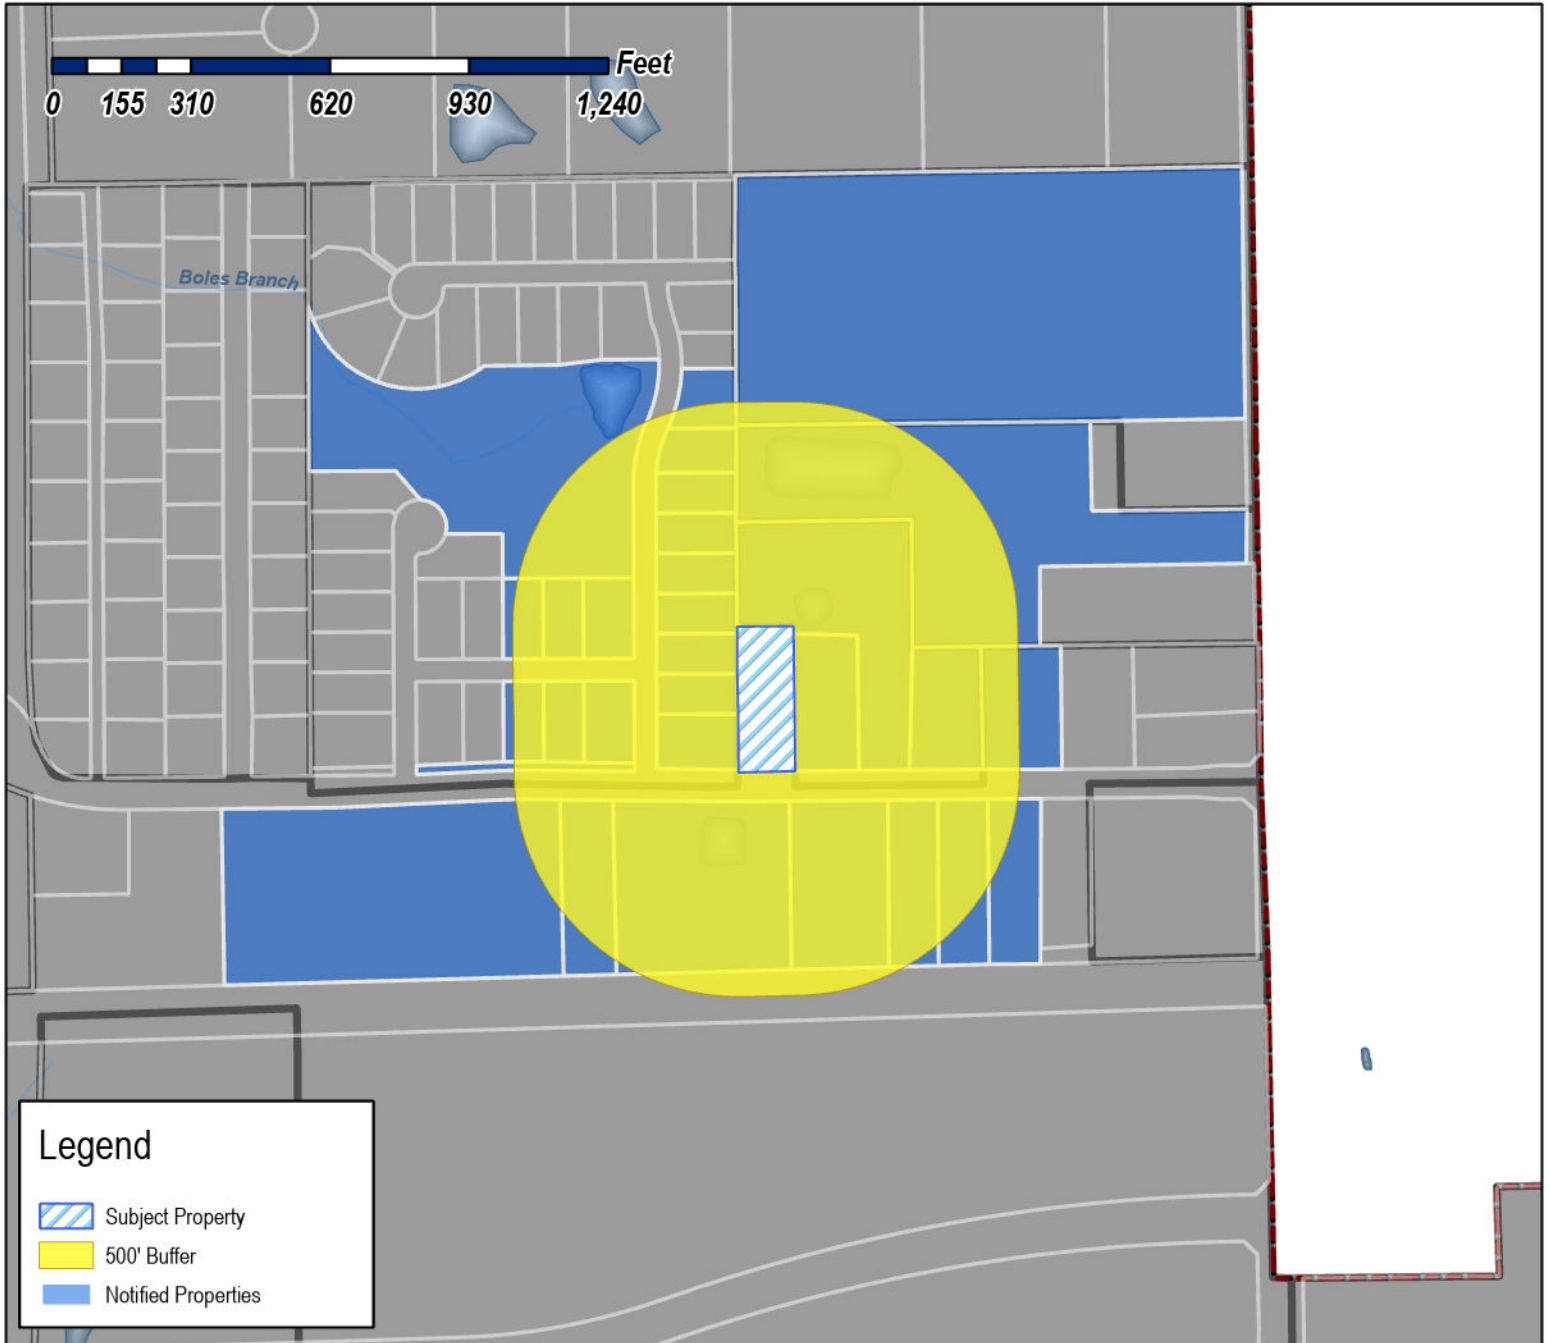 Feet
0 155 310 620 930 1,240
Boles Branch
Legend
Subject Property
500' Buffer
Notified Properties